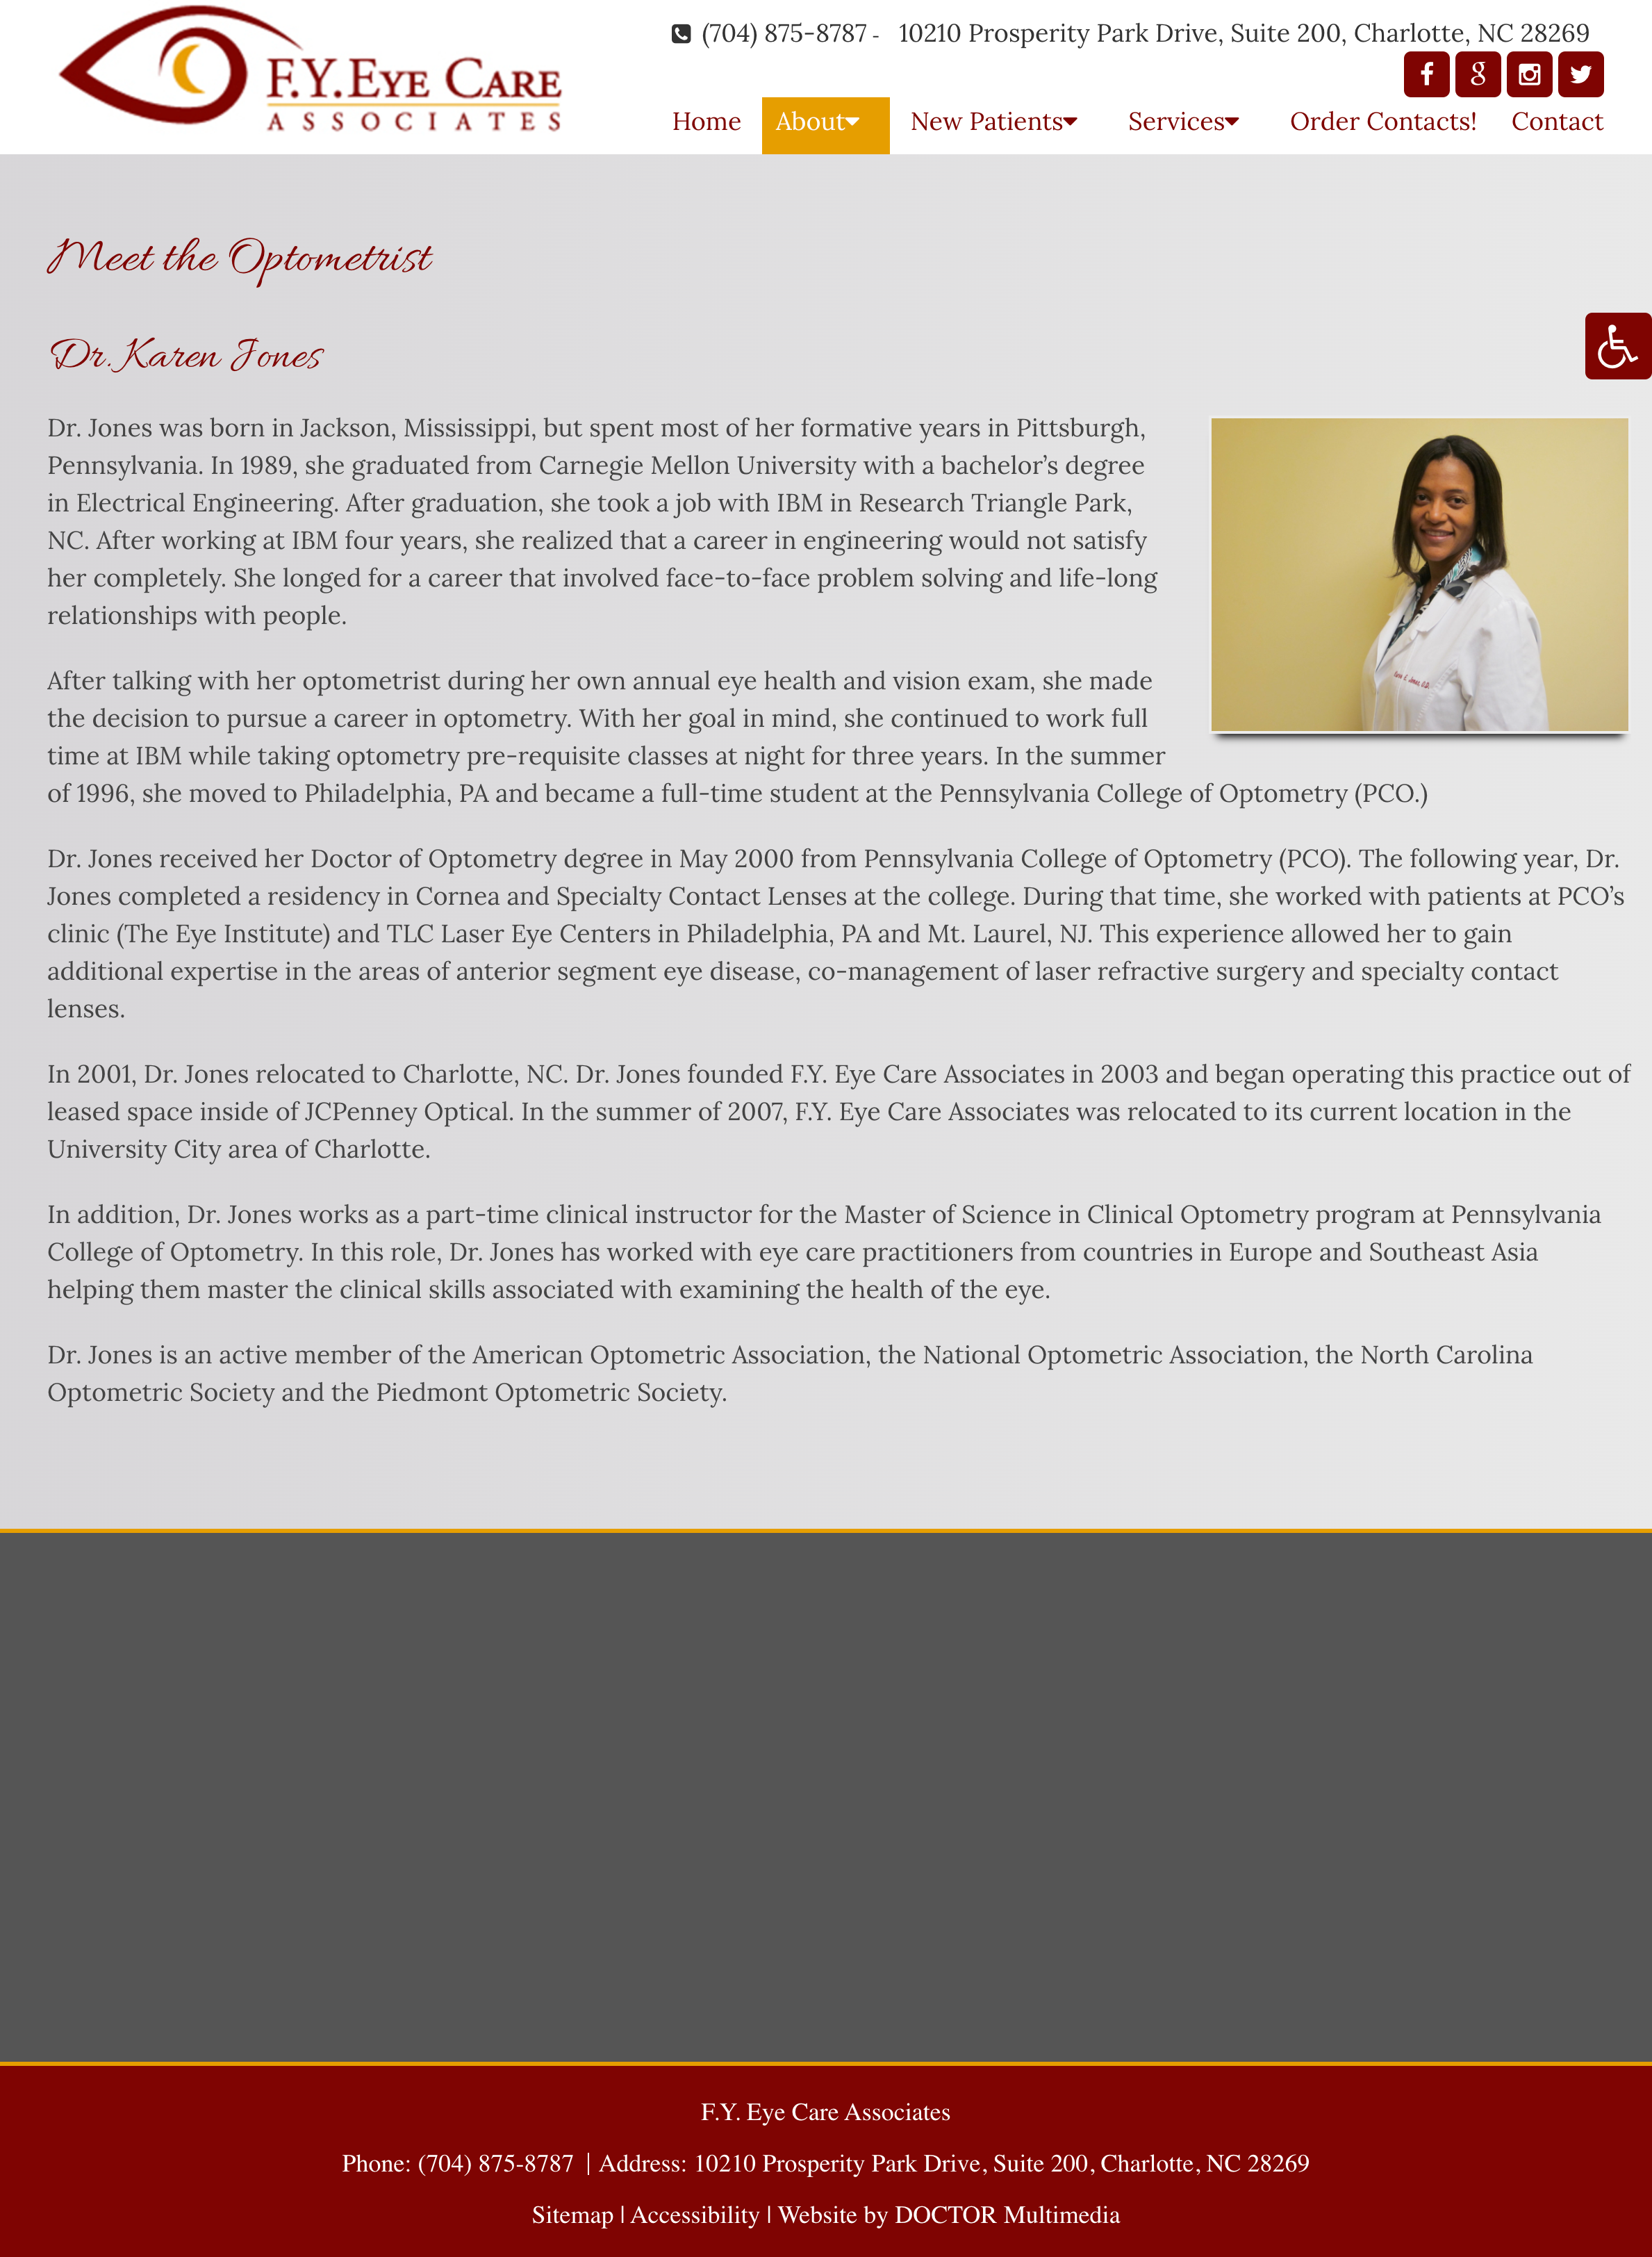 F.Y. EYE CARE
ASSOCIATES
(704) 875-8787 - 10210 Prosperity Park Drive, Suite 200, Charlotte, NC 28269
Home About New Patients Services Order Contacts! Contact
Meet the Optometrist
Dr. Karen Jones
Dr. Jones was born in Jackson, Mississippi, but spent most of her formative years in Pittsburgh,
Pennsylvania. In 1989, she graduated from Carnegie Mellon University with a bachelor’s degree
in Electrical Engineering. After graduation, she took a job with IBM in Research Triangle Park,
NC. After working at IBM four years, she realized that a career in engineering would not satisfy
her completely. She longed for a career that involved face-to-face problem solving and life-long
relationships with people.
After talking with her optometrist during her own annual eye health and vision exam, she made
the decision to pursue a career in optometry. With her goal in mind, she continued to work full
time at IBM while taking optometry pre-requisite classes at night for three years. In the summer
of 1996, she moved to Philadelphia, PA and became a full-time student at the Pennsylvania College of Optometry (PCO.)
Dr. Jones received her Doctor of Optometry degree in May 2000 from Pennsylvania College of Optometry (PCO). The following year, Dr.
Jones completed a residency in Cornea and Specialty Contact Lenses at the college. During that time, she worked with patients at PCO’s
clinic (The Eye Institute) and TLC Laser Eye Centers in Philadelphia, PA and Mt. Laurel, NJ. This experience allowed her to gain
additional expertise in the areas of anterior segment eye disease, co-management of laser refractive surgery and specialty contact
lenses.
In 2001, Dr. Jones relocated to Charlotte, NC. Dr. Jones founded F.Y. Eye Care Associates in 2003 and began operating this practice out of
leased space inside of JCPenney Optical. In the summer of 2007, F.Y. Eye Care Associates was relocated to its current location in the
University City area of Charlotte.
In addition, Dr. Jones works as a part-time clinical instructor for the Master of Science in Clinical Optometry program at Pennsylvania
College of Optometry. In this role, Dr. Jones has worked with eye care practitioners from countries in Europe and Southeast Asia
helping them master the clinical skills associated with examining the health of the eye.
Dr. Jones is an active member of the American Optometric Association, the National Optometric Association, the North Carolina
Optometric Society and the Piedmont Optometric Society.
F.Y. Eye Care Associates
Phone: (704) 875-8787 | Address: 10210 Prosperity Park Drive, Suite 200, Charlotte, NC 28269
Sitemap | Accessibility | Website by DOCTOR Multimedia